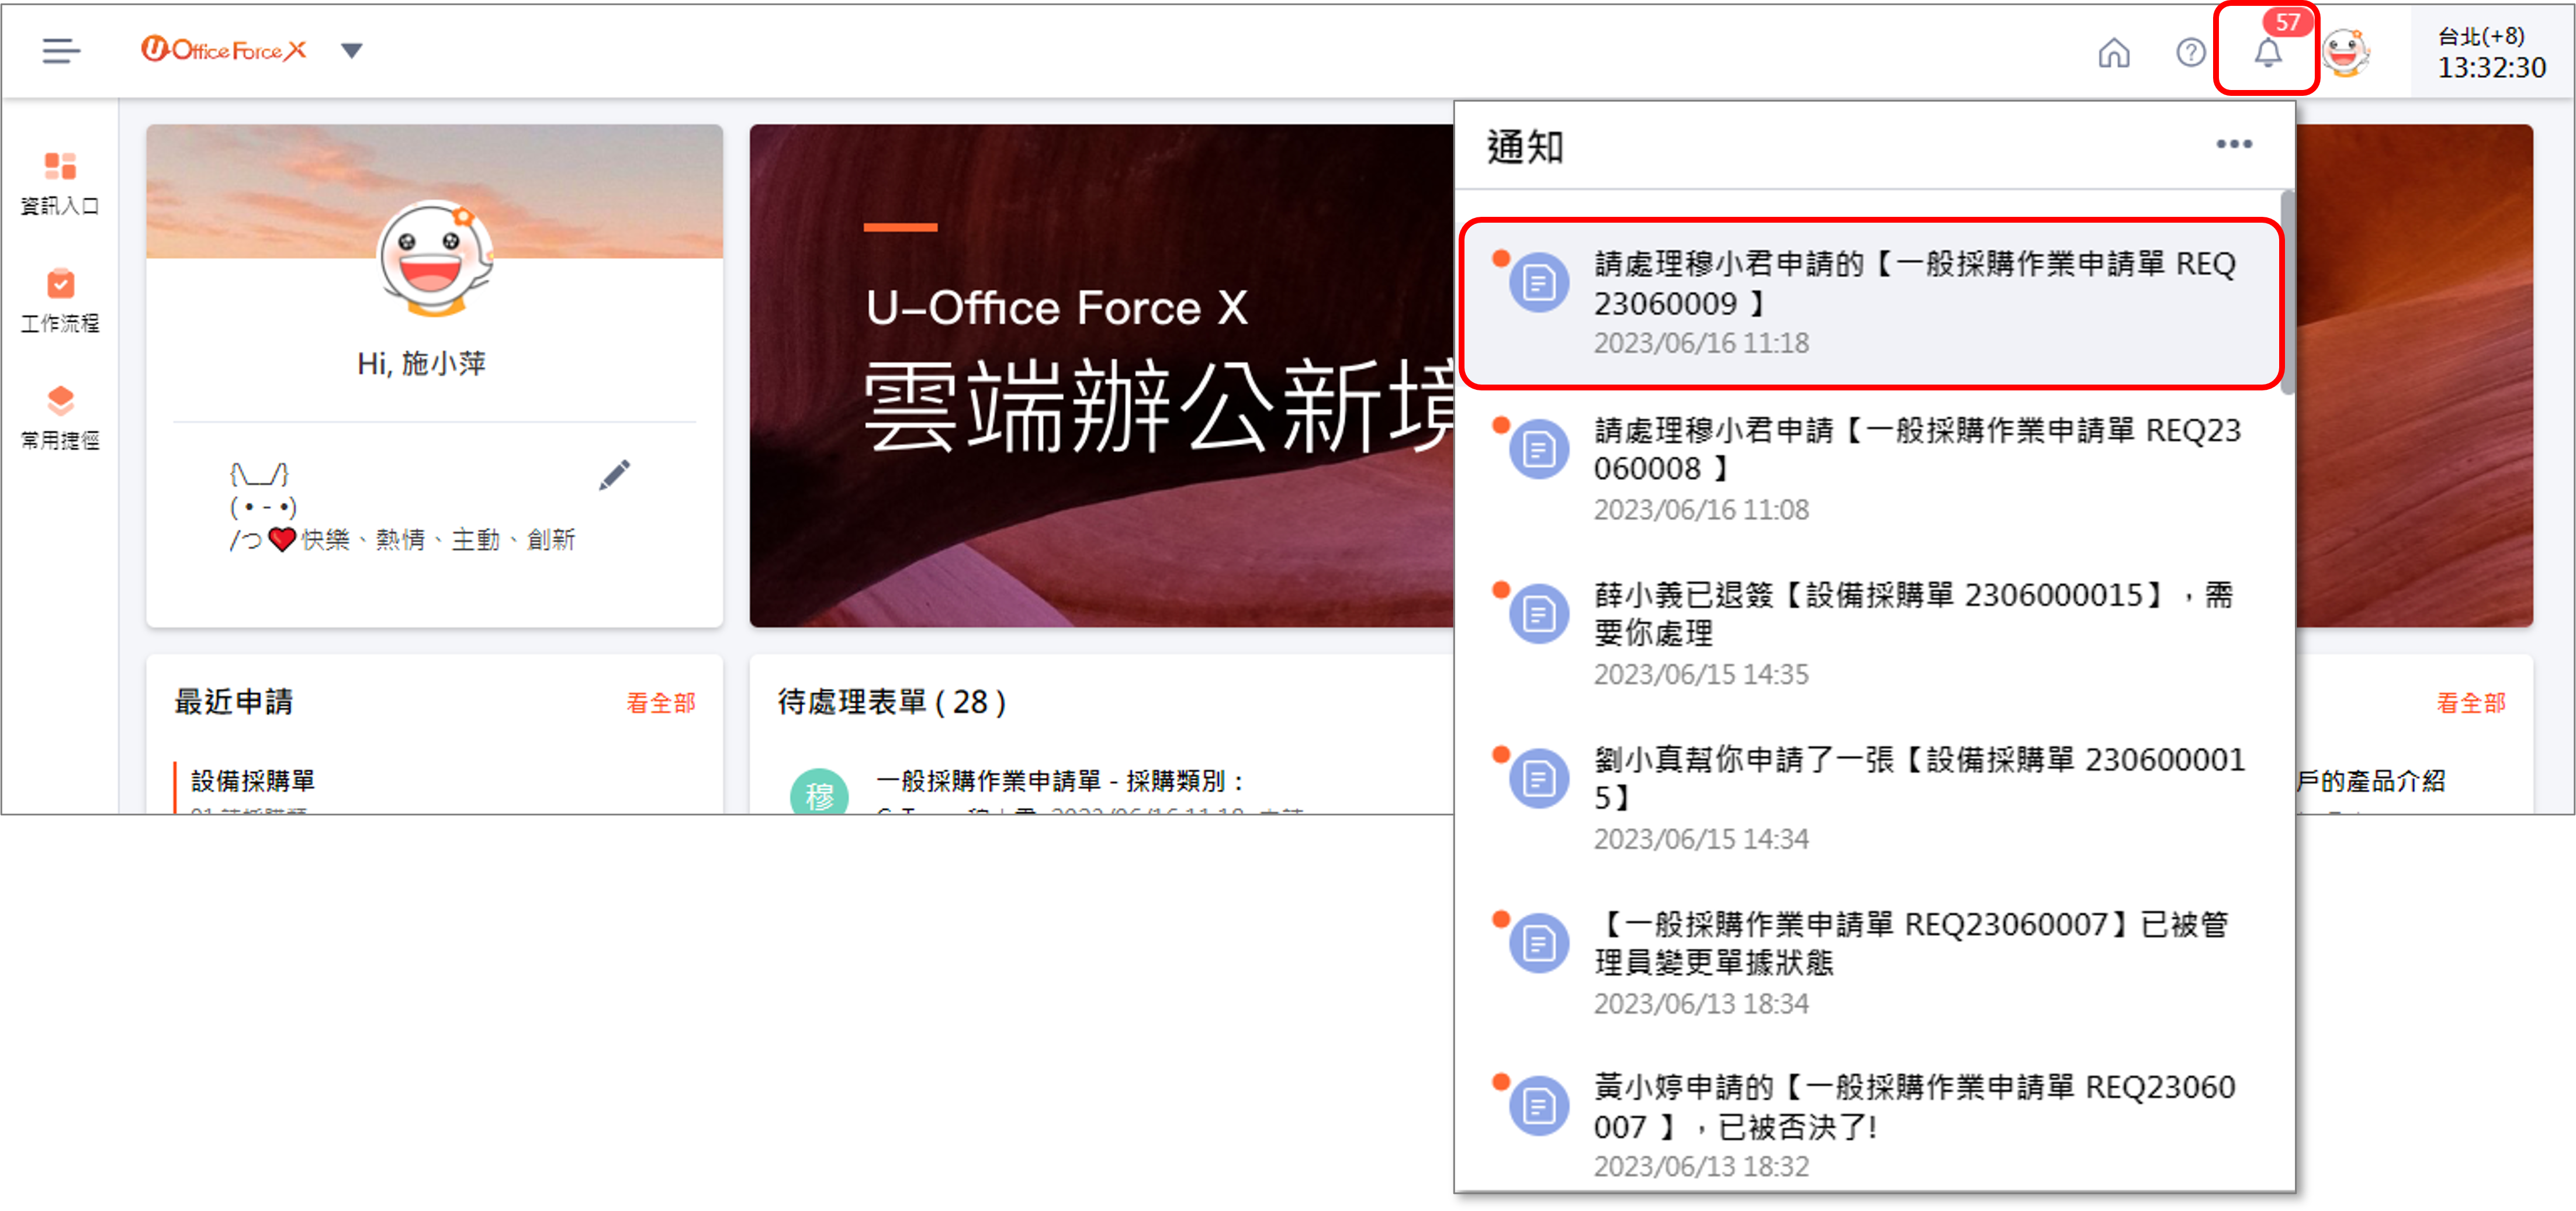 U-Office Force X
57
台北(+8)
13:32:30
資訊入口
工作流程
常用捷徑
Hi, 施小萍
{\__/}
( • - •)
/つ❤快樂、熱情、主動、創新
U-Office Force X
雲端辦公新境
最近申請
看全部
設備採購單
待處理表單 ( 28 )
穆
一般採購作業申請單 - 採購類別：
看全部
戶的產品介紹
通知
請處理穆小君申請的【一般採購作業申請單 REQ
23060009 】
2023/06/16 11:18
請處理穆小君申請【一般採購作業申請單 REQ23
060008 】
2023/06/16 11:08
薛小義已退簽【設備採購單 2306000015】，需
要你處理
2023/06/15 14:35
劉小真幫你申請了一張【設備採購單 230600001
5】
2023/06/15 14:34
【一般採購作業申請單 REQ23060007】已被管
理員變更單據狀態
2023/06/13 18:34
黃小婷申請的【一般採購作業申請單 REQ23060
007 】，已被否決了!
2023/06/13 18:32